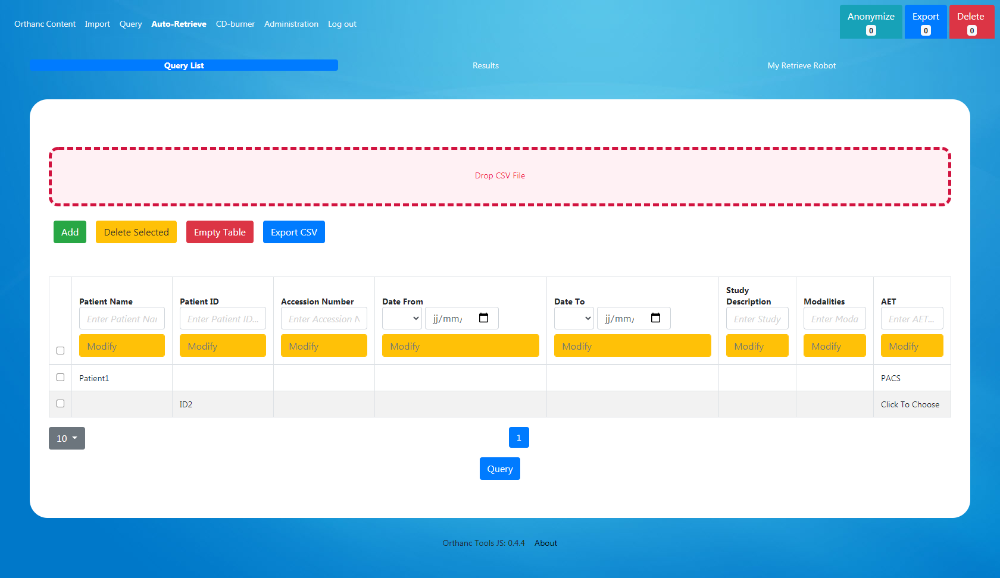 Orthanc Content Import Query Auto-Retrieve CD-burner Administration Log out
Anonymize Export Delete
0 0 0
Query List Results My Retrieve Robot
Drop CSV File
Add Delete Selected Empty Table Export CSV
Patient Name Patient ID Accession Number Date From Date To Study Description Modalities AET
Enter Patient Nar Enter Patient ID... Enter Accession N jj/mm/ jj/mm/ Enter Study Enter Moda Enter AET...
Modify Modify Modify Modify Modify Modify Modify Modify
Patient1 PACS
ID2 Click To Choose
10 1
Query
Orthanc Tools JS: 0.4.4 About